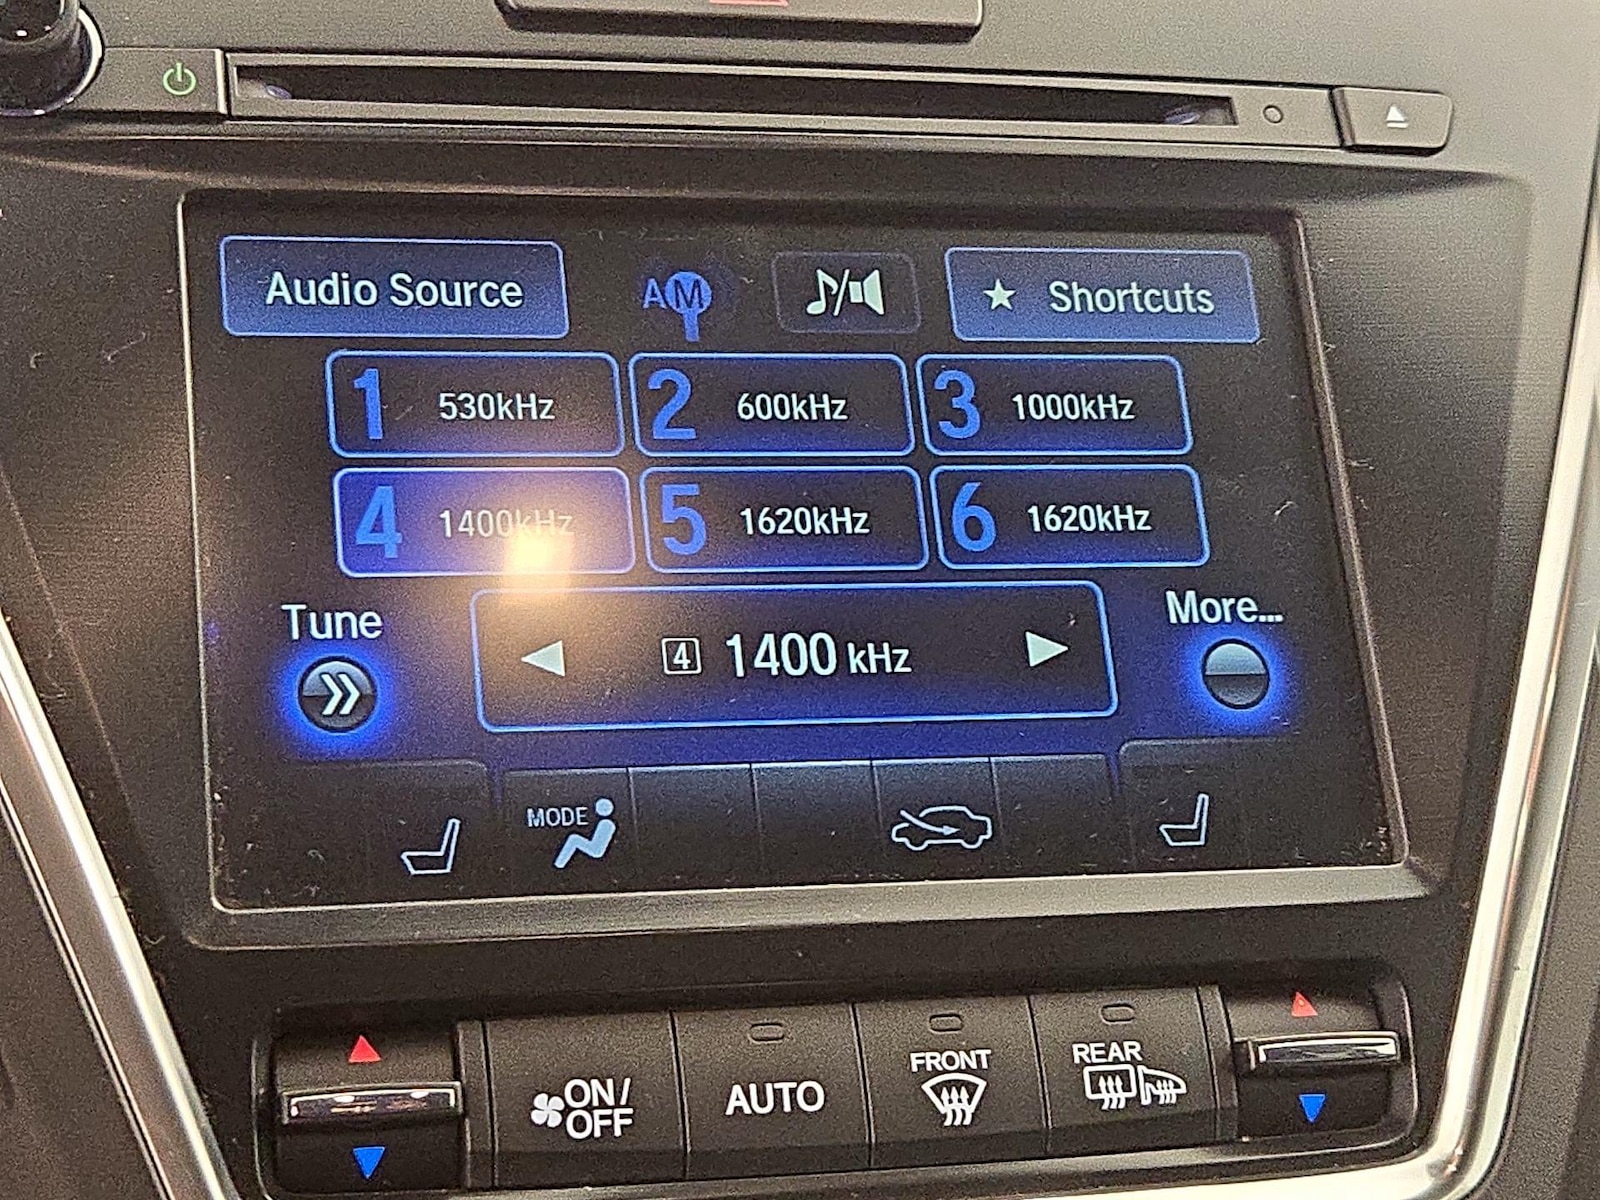 Audio Source
AM
★ Shortcuts
1 530kHz
2 600kHz
3 1000kHz
4 1400kHz
5 1620kHz
6 1620kHz
Tune
4 1400 kHz
More...
MODE
ON/
OFF
AUTO
FRONT
REAR